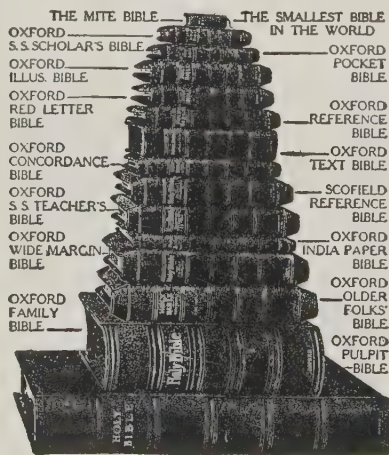 THE MITE BIBLE
THE SMALLEST BIBLE
IN THE WORLD
OXFORD
S.S. SCHOLAR'S BIBLE
OXFORD
POCKET
BIBLE.
OXFORD
ILLUS. BIBLE
OXFORD
RED LETTER
BIBLE
OXFORD
REFERENCE
BIBLE
OXFORD
CONCORDANCE
BIBLE
OXFORD
TEXT BIBLE
OXFORD
S.S. TEACHER'S
BIBLE
SCOFIELD
REFERENCE
BIBLE
OXFORD
WIDE MARGIN
BIBLE
OXFORD
INDIA PAPER
BIBLE
OXFORD
FAMILY
BIBLE
OXFORD
OLDER
FOLKS'
BIBLE
OXFORD
PULPIT
BIBLE
Holy Bible
HOLY
BIBLE